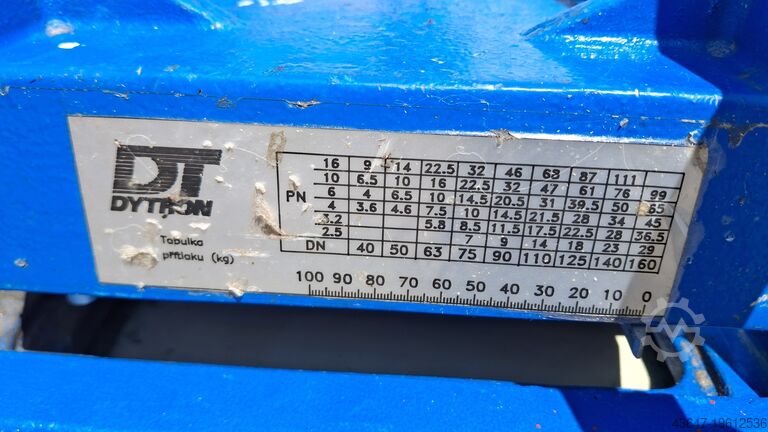 DT
DYTRON
Tabulka
přítlaku (kg)
PN
16 9 14 22.5 32 46 68 87 111
10 6.5 10 16 22.5 32 47 61 76 99
6 4 6.5 10 14.5 20.5 31 39.5 50 65
4 3.6 4.6 7.5 10 14.5 21.5 28 34 45
3.2 5.8 8.5 11.5 17.5 22.5 28 36.5
2.5 7 9 14 18 23 29
DN 40 50 63 75 90 110 125 140 160
100 90 80 70 60 50 40 30 20 10 0
43617-19612536